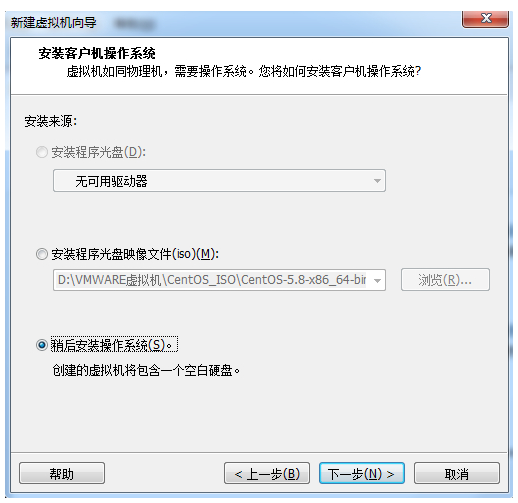 新建虚拟机向导
安装客户机操作系统
虚拟机如同物理机，需要操作系统。您将如何安装客户机操作系统?
安装来源:
安装程序光盘(D):
无可用驱动器
安装程序光盘映像文件(iso)(M):
D:\VMWARE虚拟机\CentOS_ISO\CentOS-5.8-x86_64-bir
浏览(R)...
稍后安装操作系统(S)。
创建的虚拟机将包含一个空白硬盘。
帮助
< 上一步(B)
下一步(N) >
取消